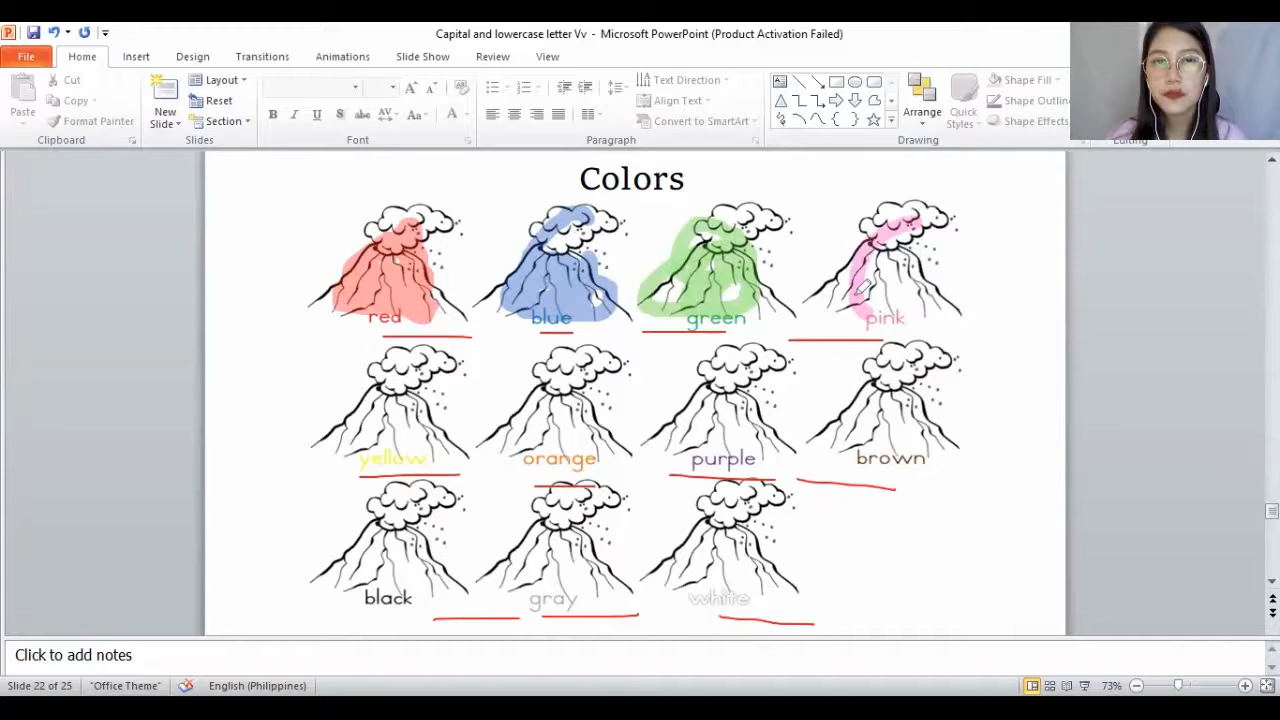 Capital and lowercase letter Vv - Microsoft PowerPoint (Product Activation Failed)
File Home Insert Design Transitions Animations Slide Show Review View
Cut Layout Text Direction Shape Fill
Copy Reset Align Text Shape Outline
Paste Format Painter New Slide Section B I U S abc AV Aa A Convert to SmartArt Arrange Quick Styles Shape Effects
Clipboard Slides Font Paragraph Drawing Editing
Colors
red blue green pink
yellow orange purple brown
black gray white
Click to add notes
Slide 22 of 25 "Office Theme" English (Philippines) 73%